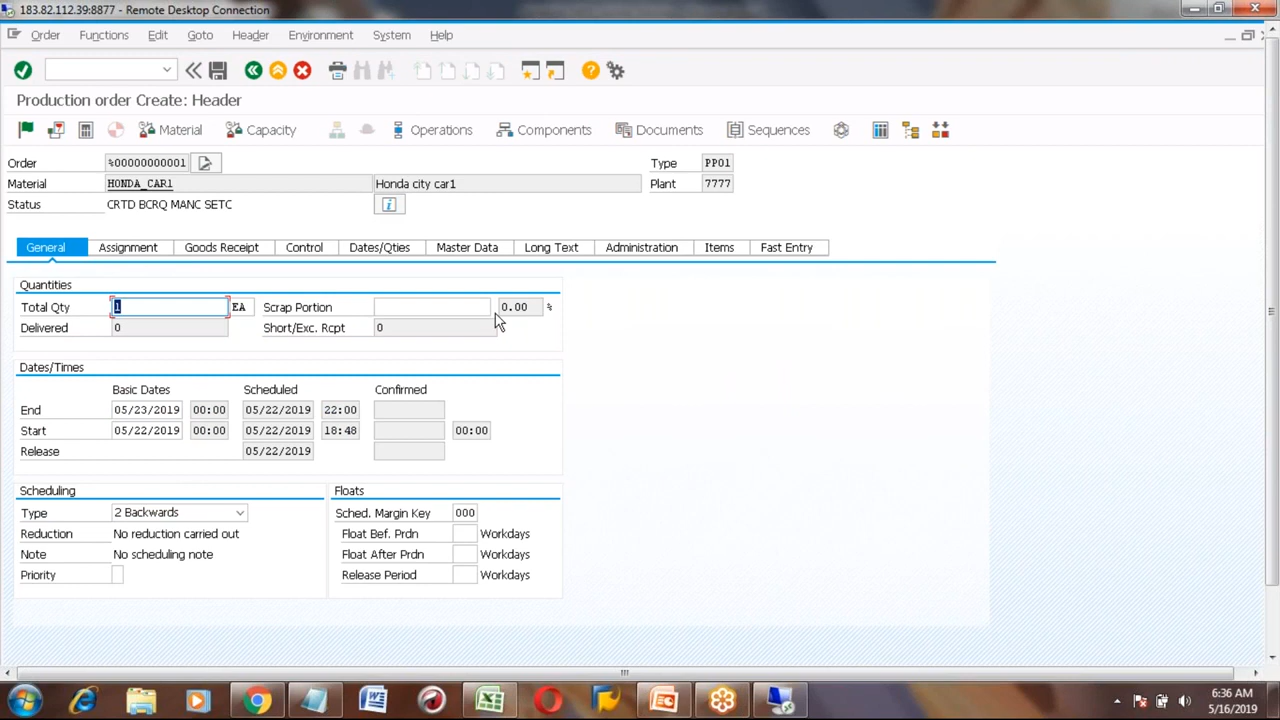 183.82.112.39:8877 - Remote Desktop Connection
Order Functions Edit Goto Header Environment System Help
Production order Create: Header
Material Capacity Operations Components Documents Sequences
Order %00000000001 Type PP01
Material HONDA_CAR1 Honda city car1 Plant 7777
Status CRTD BCRQ MANC SETC
General Assignment Goods Receipt Control Dates/Qties Master Data Long Text Administration Items Fast Entry
Quantities
Total Qty 1 EA Scrap Portion 0.00 %
Delivered 0 Short/Exc. Rcpt 0
Dates/Times
Basic Dates Scheduled Confirmed
End 05/23/2019 00:00 05/22/2019 22:00
Start 05/22/2019 00:00 05/22/2019 18:48 00:00
Release 05/22/2019
Scheduling Floats
Type 2 Backwards Sched. Margin Key 000
Reduction No reduction carried out Float Bef. Prdn Workdays
Note No scheduling note Float After Prdn Workdays
Priority Release Period Workdays
6:36 AM
5/16/2019